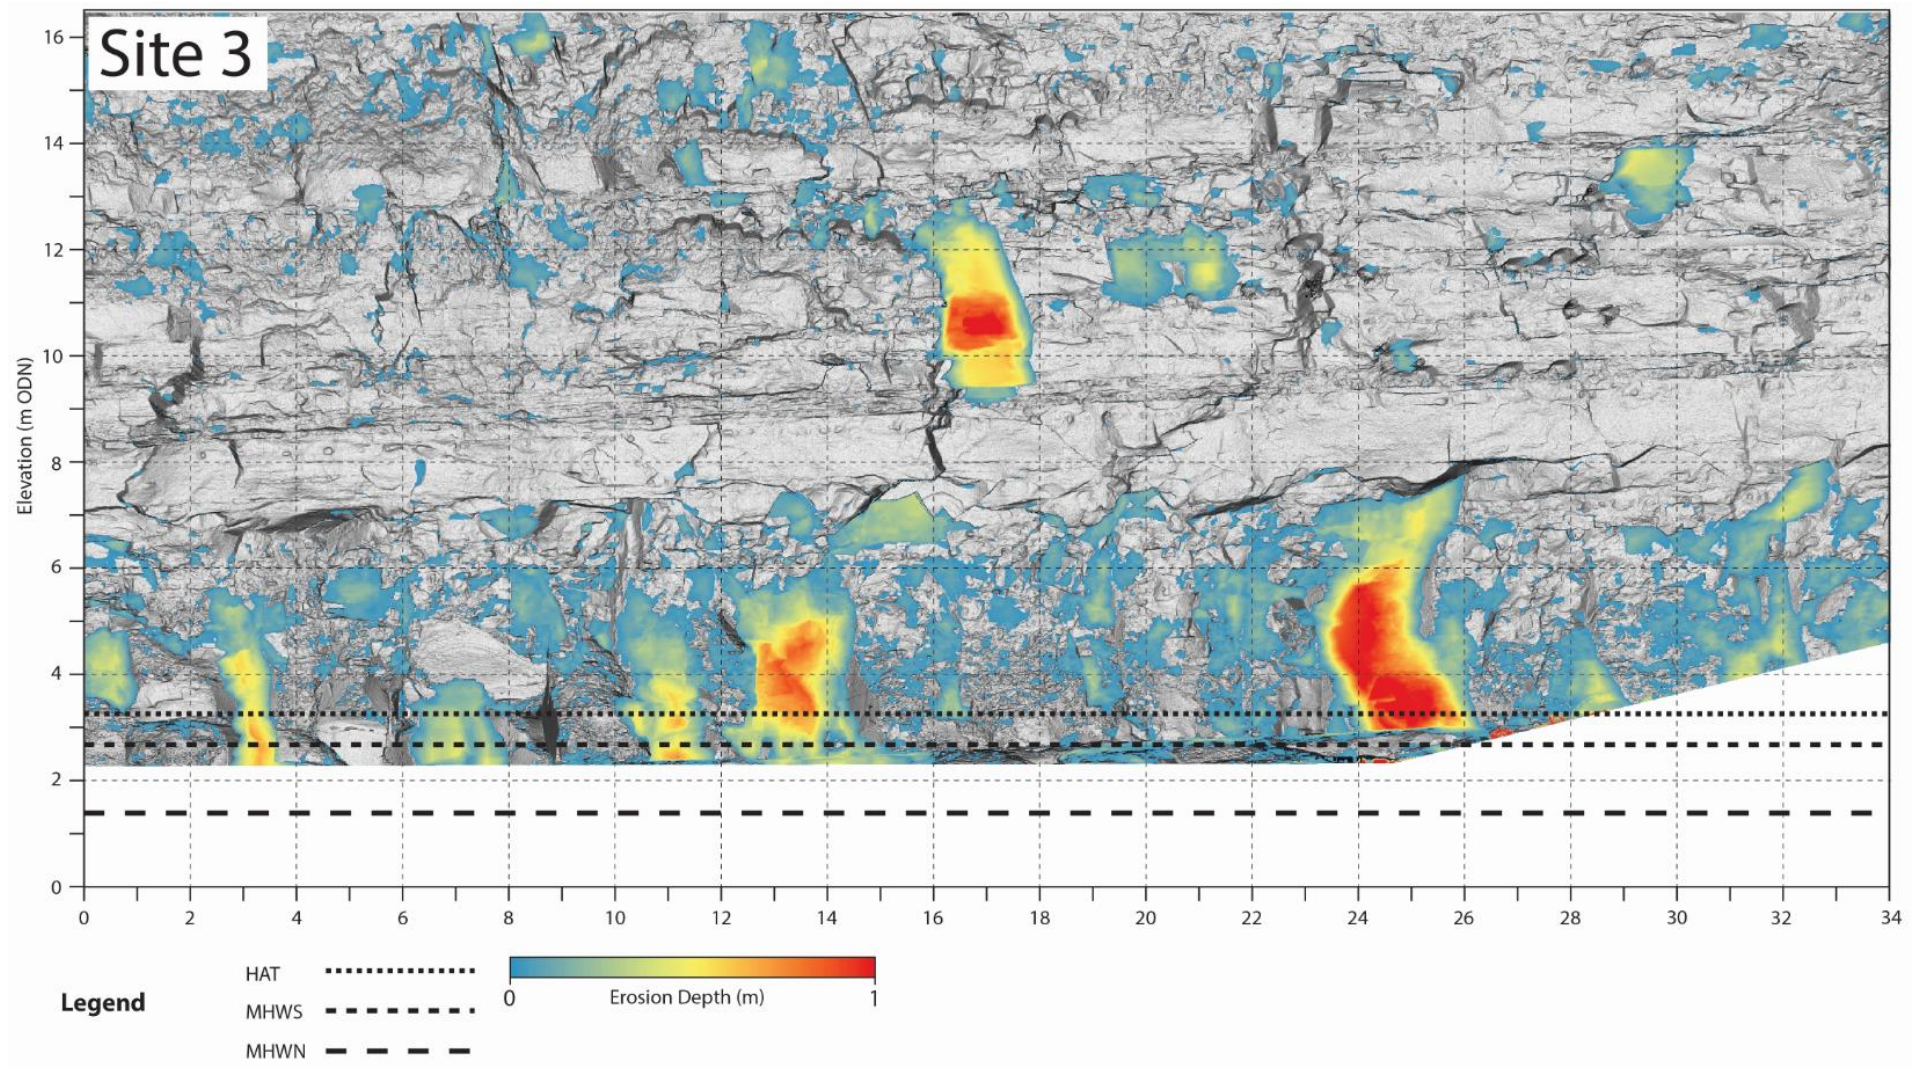 Site 3
Elevation (m ODN)
16
14
12
10
8
6
4
2
0
0 2 4 6 8 10 12 14 16 18 20 22 24 26 28 30 32 34
Legend
HAT
MHWS
MHWN
0 Erosion Depth (m) 1